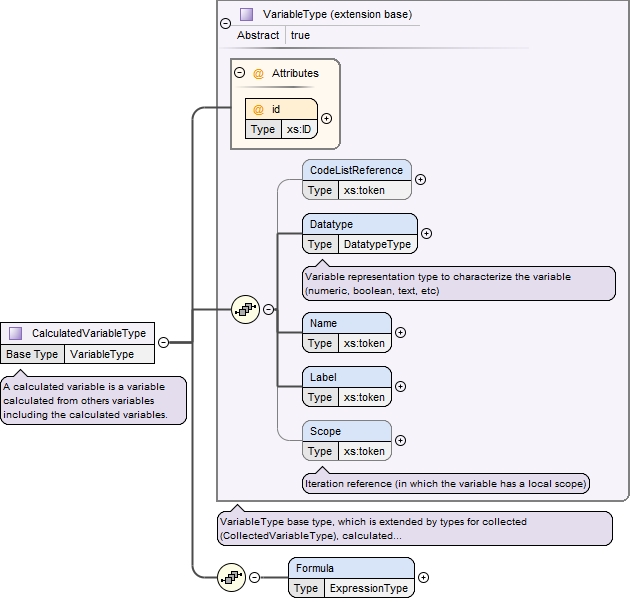 VariableType (extension base)
Abstract true
@ Attributes
@ id
Type xs:ID
CodeListReference
Type xs:token
Datatype
Type DatatypeType
Variable representation type to characterize the variable
(numeric, boolean, text, etc)
Name
Type xs:token
CalculatedVariableType
Base Type VariableType
A calculated variable is a variable
calculated from others variables
including the calculated variables.
Label
Type xs:token
Scope
Type xs:token
Iteration reference (in which the variable has a local scope)
VariableType base type, which is extended by types for collected
(CollectedVariableType), calculated...
Formula
Type ExpressionType